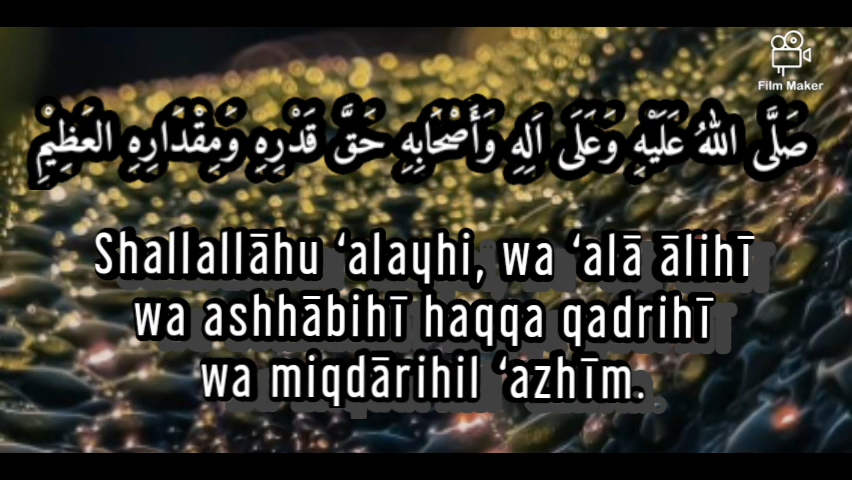 Film Maker
صَلَّى اللهُ عَلَيْهِ وَعَلَى اَلِهِ وَأَصْحَابِهِ حَقَّ قَدْرِهِ وَمِقْدَارِهِ العَظِيْمِ
Shallallāhu ‘alayhi, wa ‘alā ālihī
wa ashhābihī haqqa qadrihī
wa miqdārihil ‘azhīm.